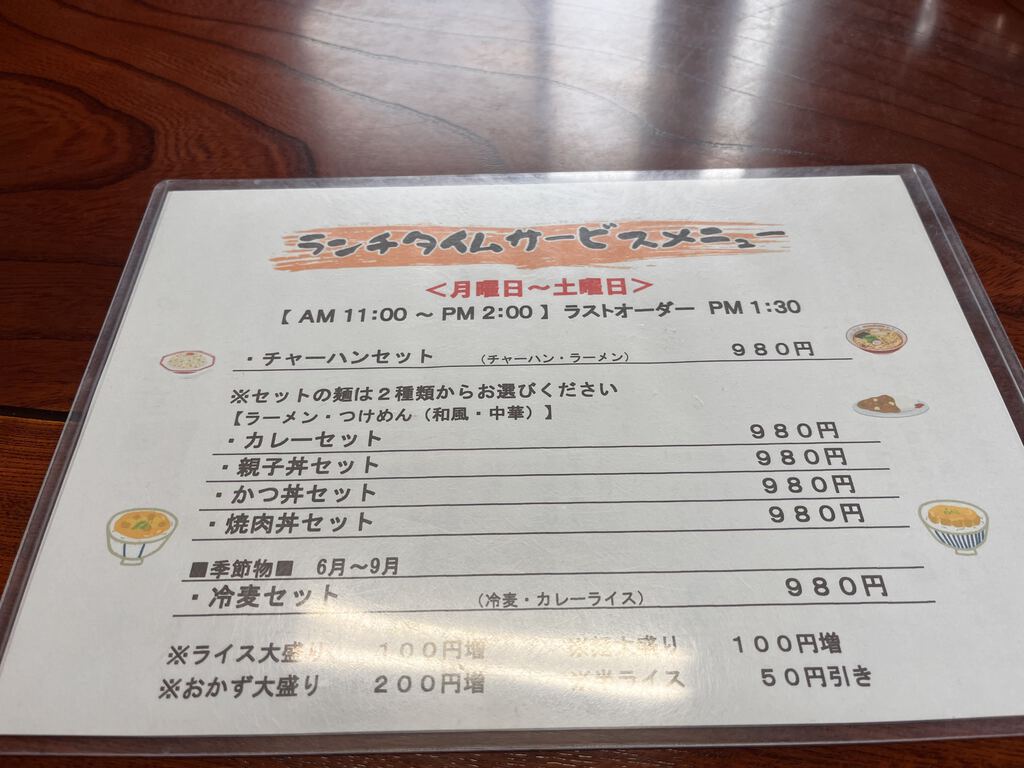 ランチタイムサービスメニュー
＜月曜日～土曜日＞
【 AM 11:00 ～ PM 2:00 】 ラストオーダー PM 1:30
・チャーハンセット （チャーハン・ラーメン） ９８０円
※セットの麺は２種類からお選びください
【ラーメン・つけめん（和風・中華）】
・カレーセット ９８０円
・親子丼セット ９８０円
・かつ丼セット ９８０円
・焼肉丼セット ９８０円
■季節物■ 6月～9月
・冷麦セット （冷麦・カレーライス） ９８０円
※ライス大盛り １００円増 ※麺大盛り １００円増
※おかず大盛り ２００円増 ※半ライス ５０円引き